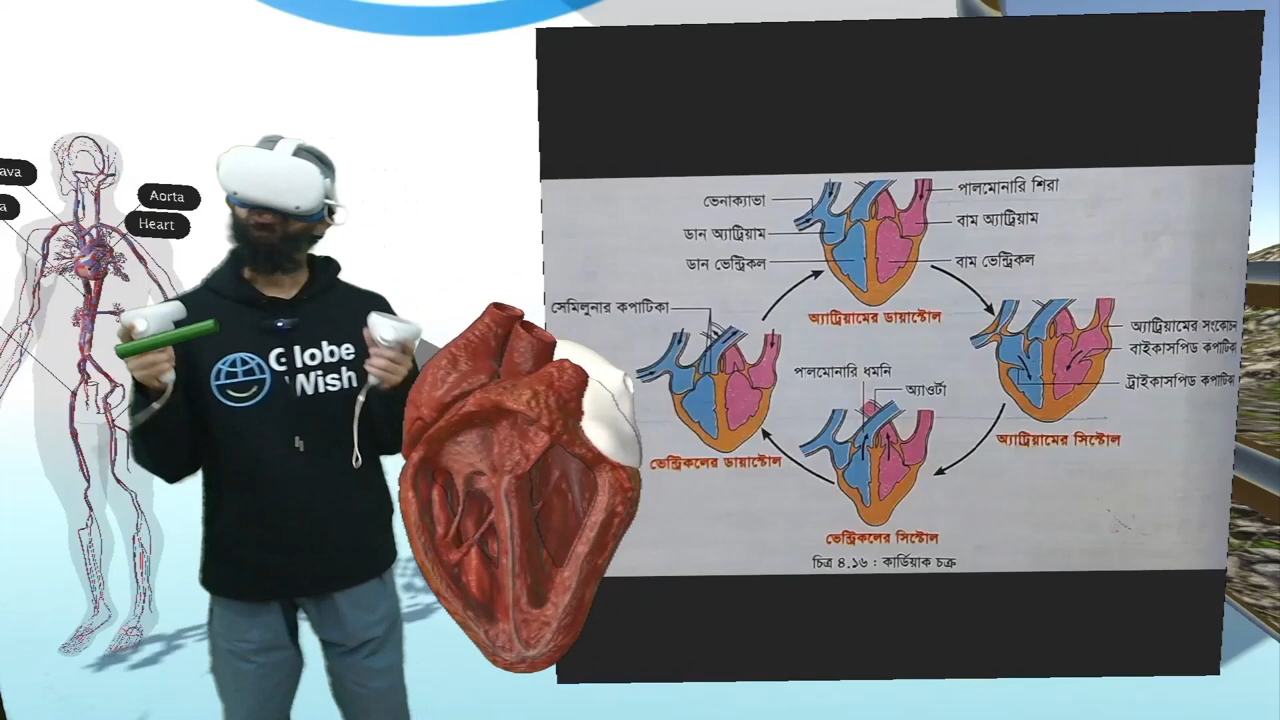 ava
a
Aorta
Heart
Globe
Wish
ভেনাক্যাভা
ডান অ্যাট্রিয়াম
ডান ভেন্ট্রিকল
পালমোনারি শিরা
বাম অ্যাট্রিয়াম
বাম ভেন্ট্রিকল
অ্যাট্রিয়ামের ডায়াস্টোল
সেমিলুনার কপাটিকা
অ্যাট্রিয়ামের সংকোচন
বাইকাসপিড কপাটিকা
ট্রাইকাসপিড কপাটিকা
পালমোনারি ধমনি
অ্যাওর্টা
অ্যাট্রিয়ামের সিস্টোল
ভেন্ট্রিকলের ডায়াস্টোল
ভেন্ট্রিকলের সিস্টোল
চিত্র ৪.১৬ : কার্ডিয়াক চক্র